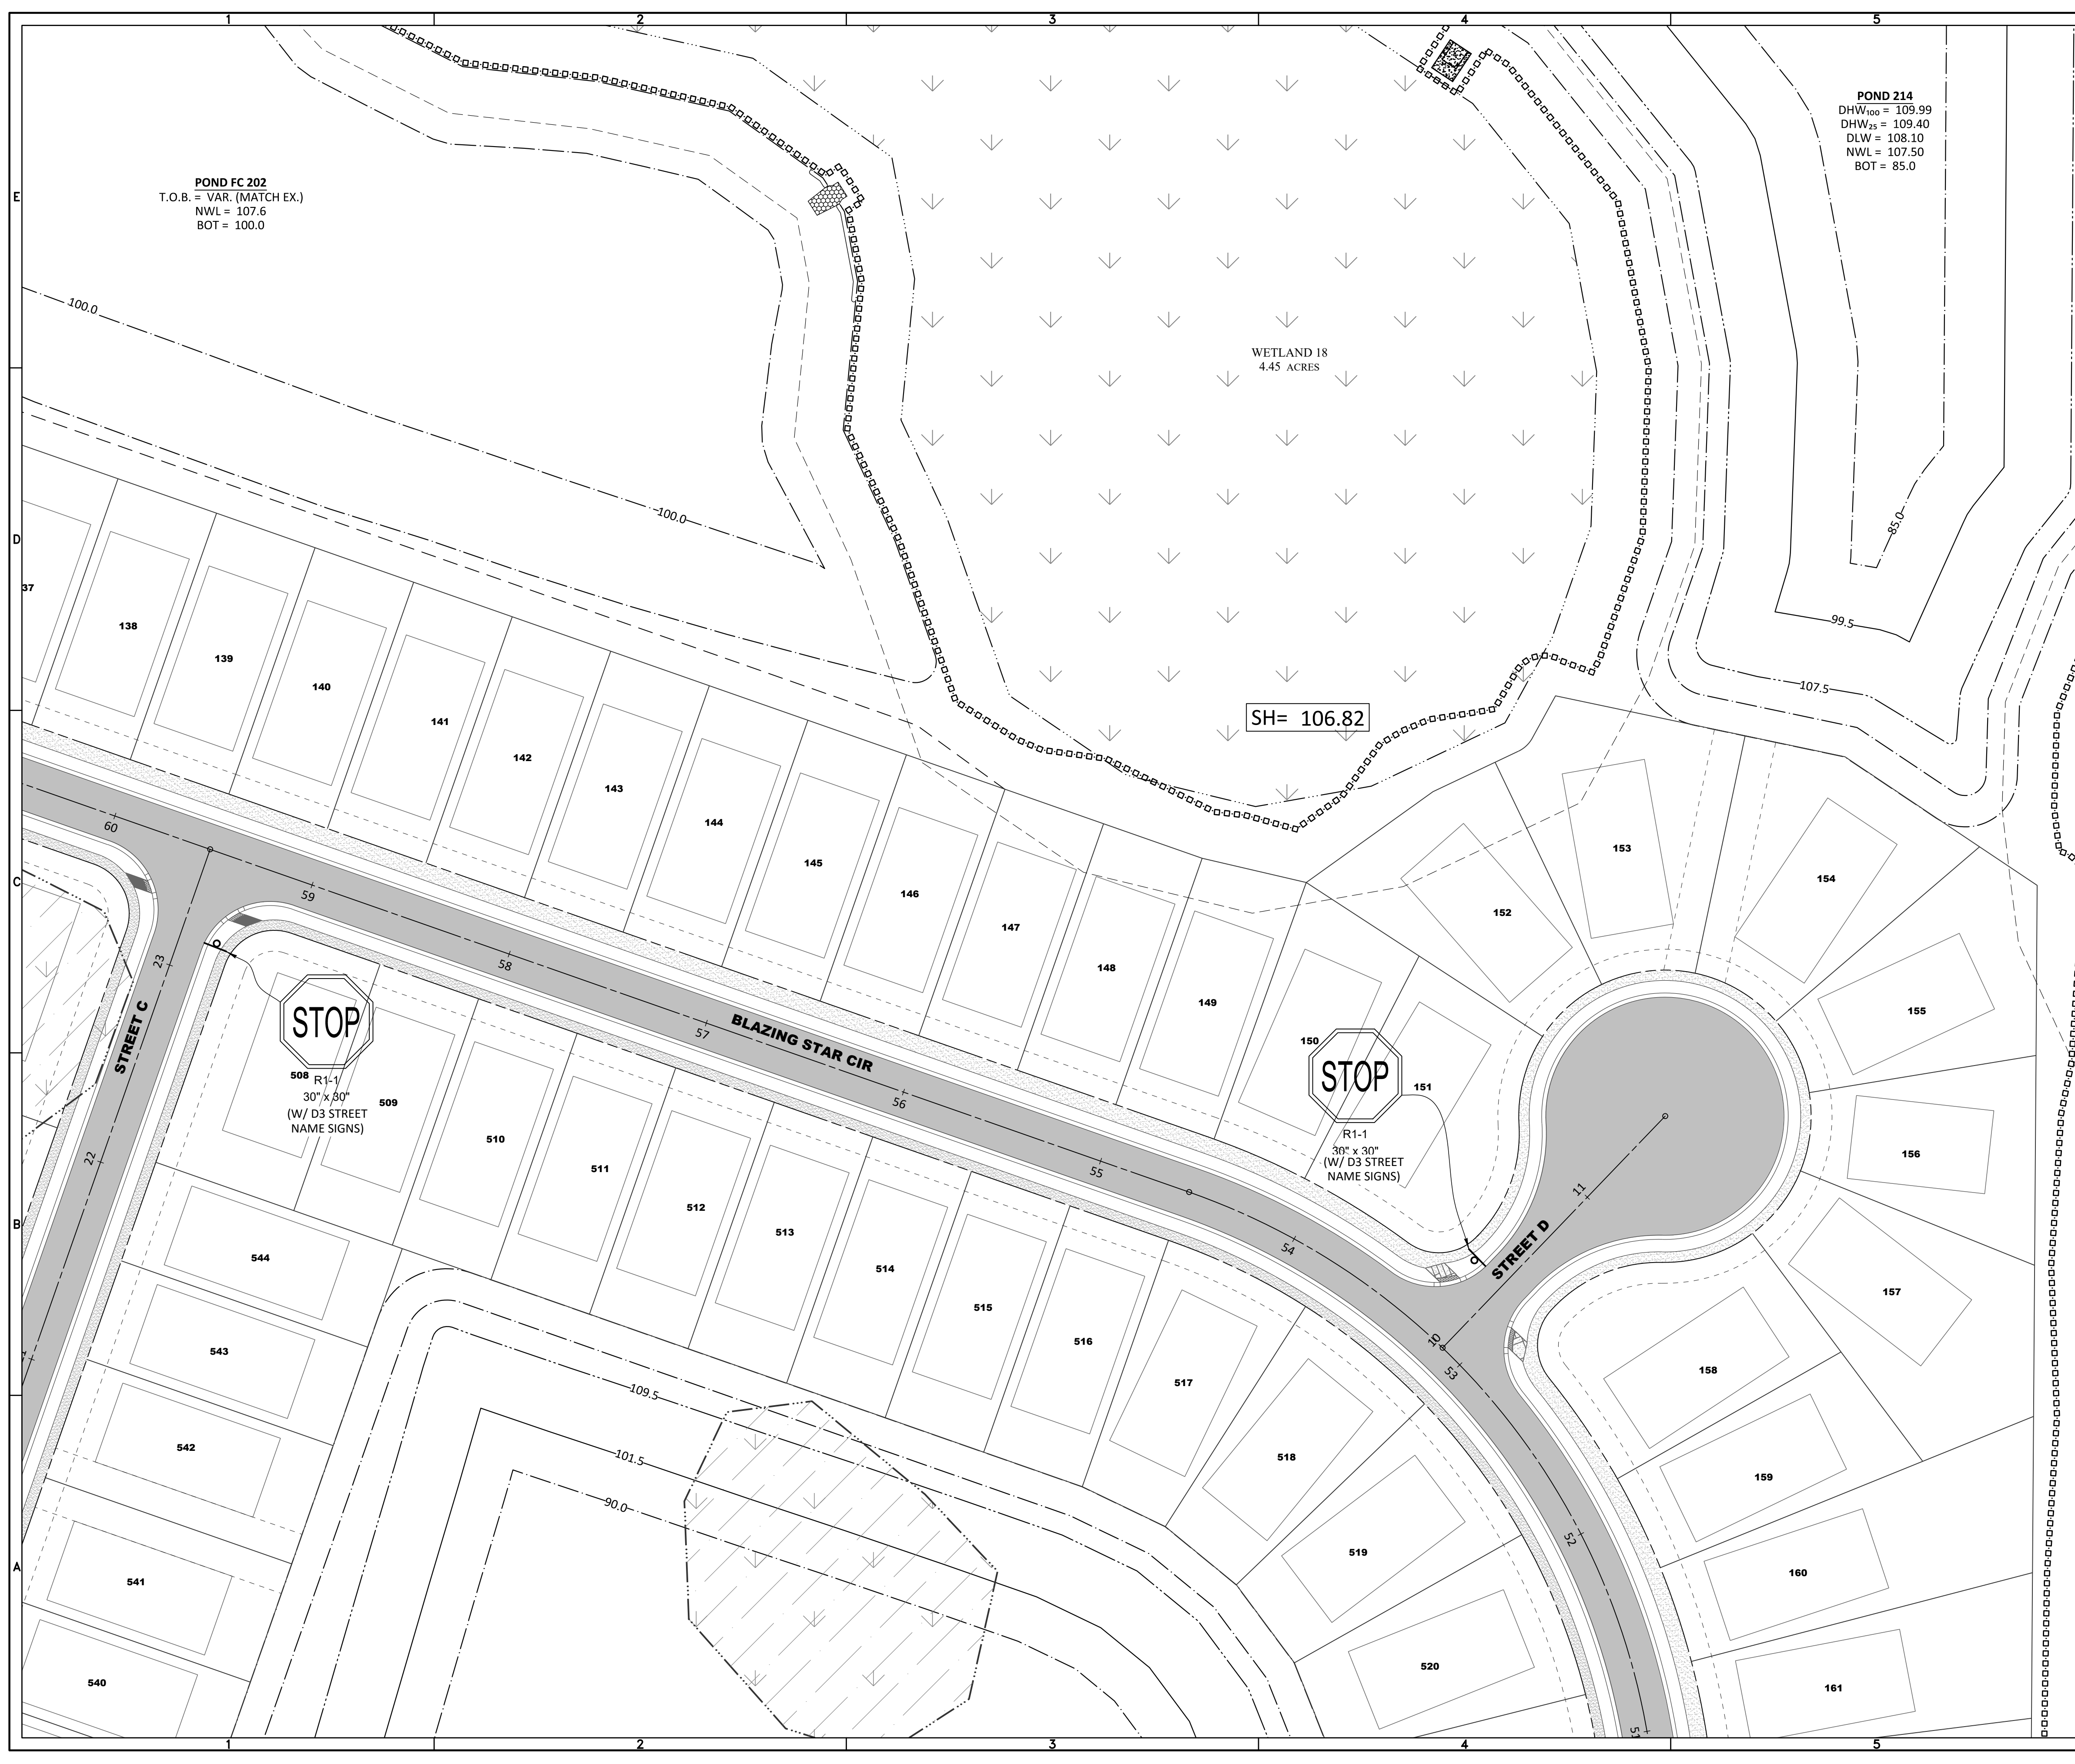 1
2
3
4
5
POND 214
DHW₁₀₀ = 109.99
DHW₂₅ = 109.40
DLW = 108.10
NWL = 107.50
BOT = 85.0
POND FC 202
T.O.B. = VAR. (MATCH EX.)
NWL = 107.6
BOT = 100.0
E
100.0
WETLAND 18
4.45 ACRES
100.0
85.0
D
37
138
139
140
141
142
143
144
145
146
147
148
149
150
151
152
153
154
155
156
157
158
159
160
161
99.5
107.5
SH= 106.82
60
59
58
57
56
55
54
53
52
51
C
23
22
STREET C
BLAZING STAR CIR
STOP
R1-1
30" x 30"
(W/ D3 STREET
NAME SIGNS)
STOP
R1-1
30" x 30"
(W/ D3 STREET
NAME SIGNS)
11
10
STREET D
B
508
509
510
511
512
513
514
515
516
517
518
519
520
544
543
542
541
540
109.5
101.5
90.0
A
1
2
3
4
5